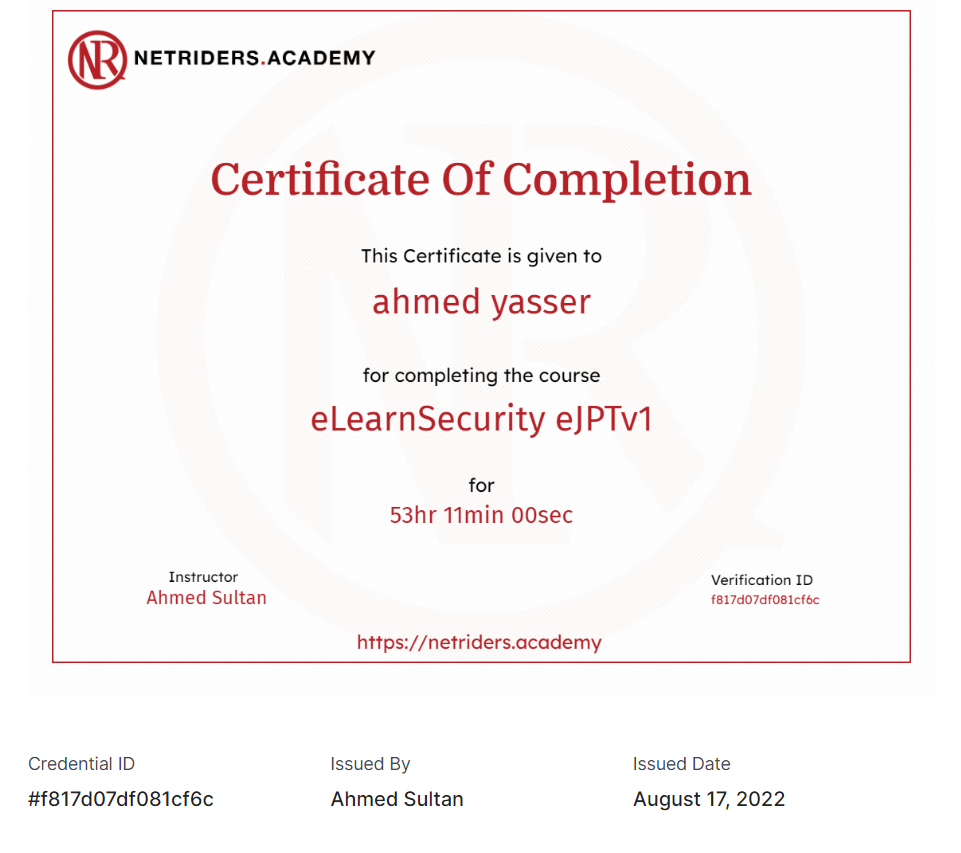 NR NETRIDERS.ACADEMY
Certificate Of Completion
This Certificate is given to
ahmed yasser
for completing the course
eLearnSecurity eJPTv1
for
53hr 11min 00sec
Instructor
Ahmed Sultan
Verification ID
f817d07df081cf6c
https://netriders.academy
Credential ID
#f817d07df081cf6c
Issued By
Ahmed Sultan
Issued Date
August 17, 2022